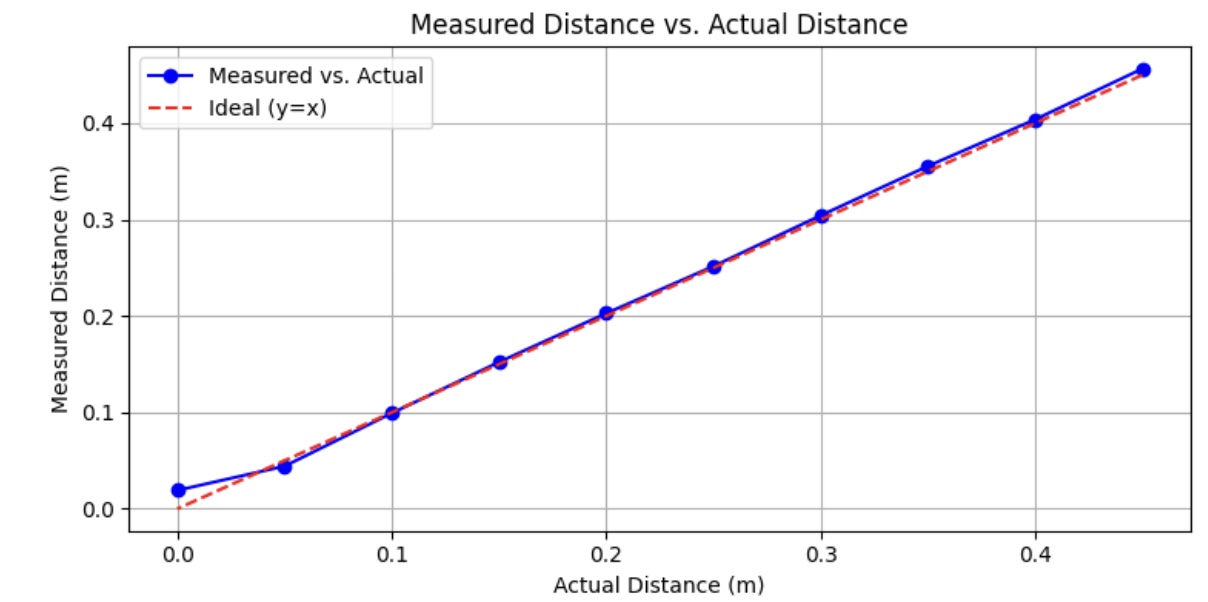 Measured Distance vs. Actual Distance
Measured vs. Actual
Ideal (y=x)
Measured Distance (m)
0.4
0.3
0.2
0.1
0.0
0.0 0.1 0.2 0.3 0.4
Actual Distance (m)